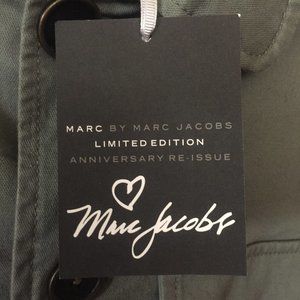 MARC BY MARC JACOBS
LIMITED EDITION
ANNIVERSARY RE-ISSUE
Marc Jacobs